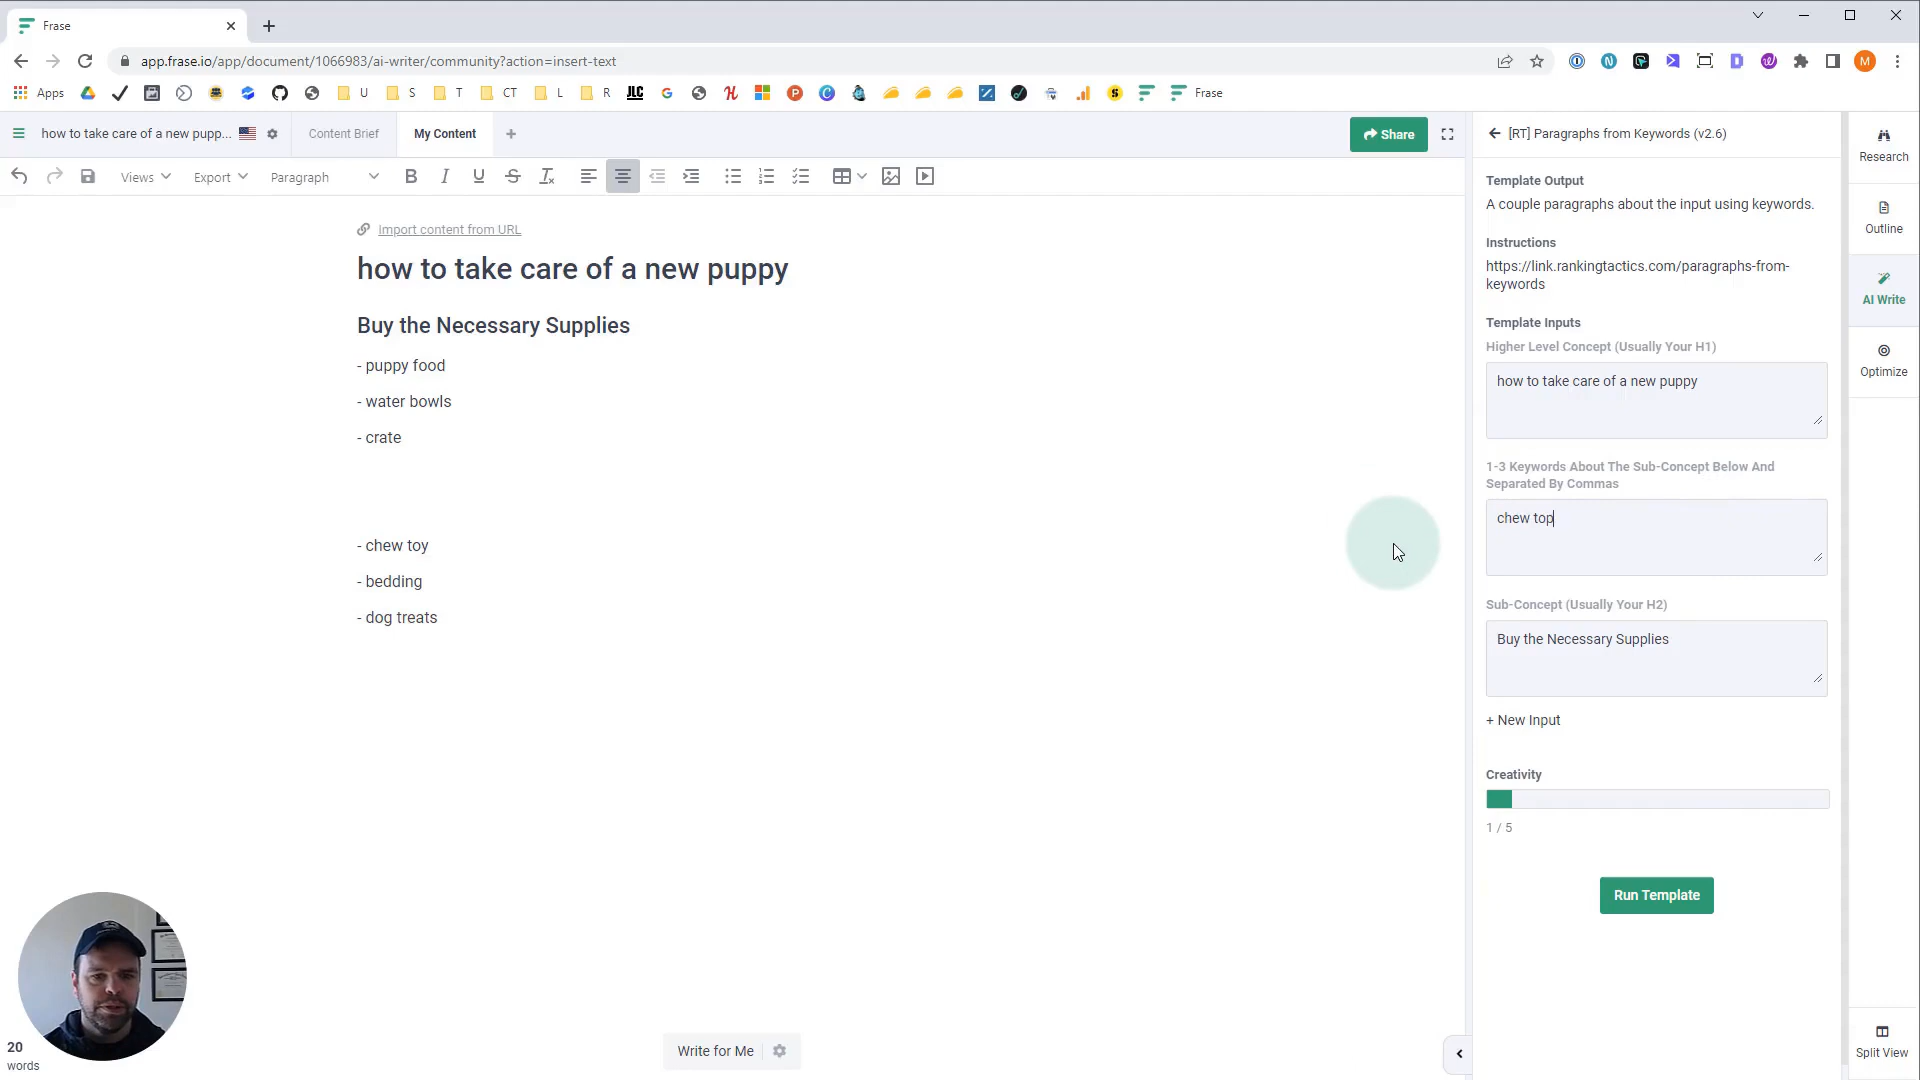 Frase
app.frase.io/app/document/1066983/ai-writer/community?action=insert-text
Apps
U
S
T
CT
L
R
JLC
Frase
how to take care of a new pupp...
Content Brief
My Content
Share
Views
Export
Paragraph
B
I
U
S
Import content from URL
how to take care of a new puppy
Buy the Necessary Supplies
- puppy food
- water bowls
- crate
- chew toy
- bedding
- dog treats
20
words
Write for Me
[RT] Paragraphs from Keywords (v2.6)
Template Output
A couple paragraphs about the input using keywords.
Instructions
https://link.rankingtactics.com/paragraphs-from-
keywords
Template Inputs
Higher Level Concept (Usually Your H1)
how to take care of a new puppy
1-3 Keywords About The Sub-Concept Below And
Separated By Commas
chew top
Sub-Concept (Usually Your H2)
Buy the Necessary Supplies
+ New Input
Creativity
1 / 5
Run Template
Research
Outline
AI Write
Optimize
Split View